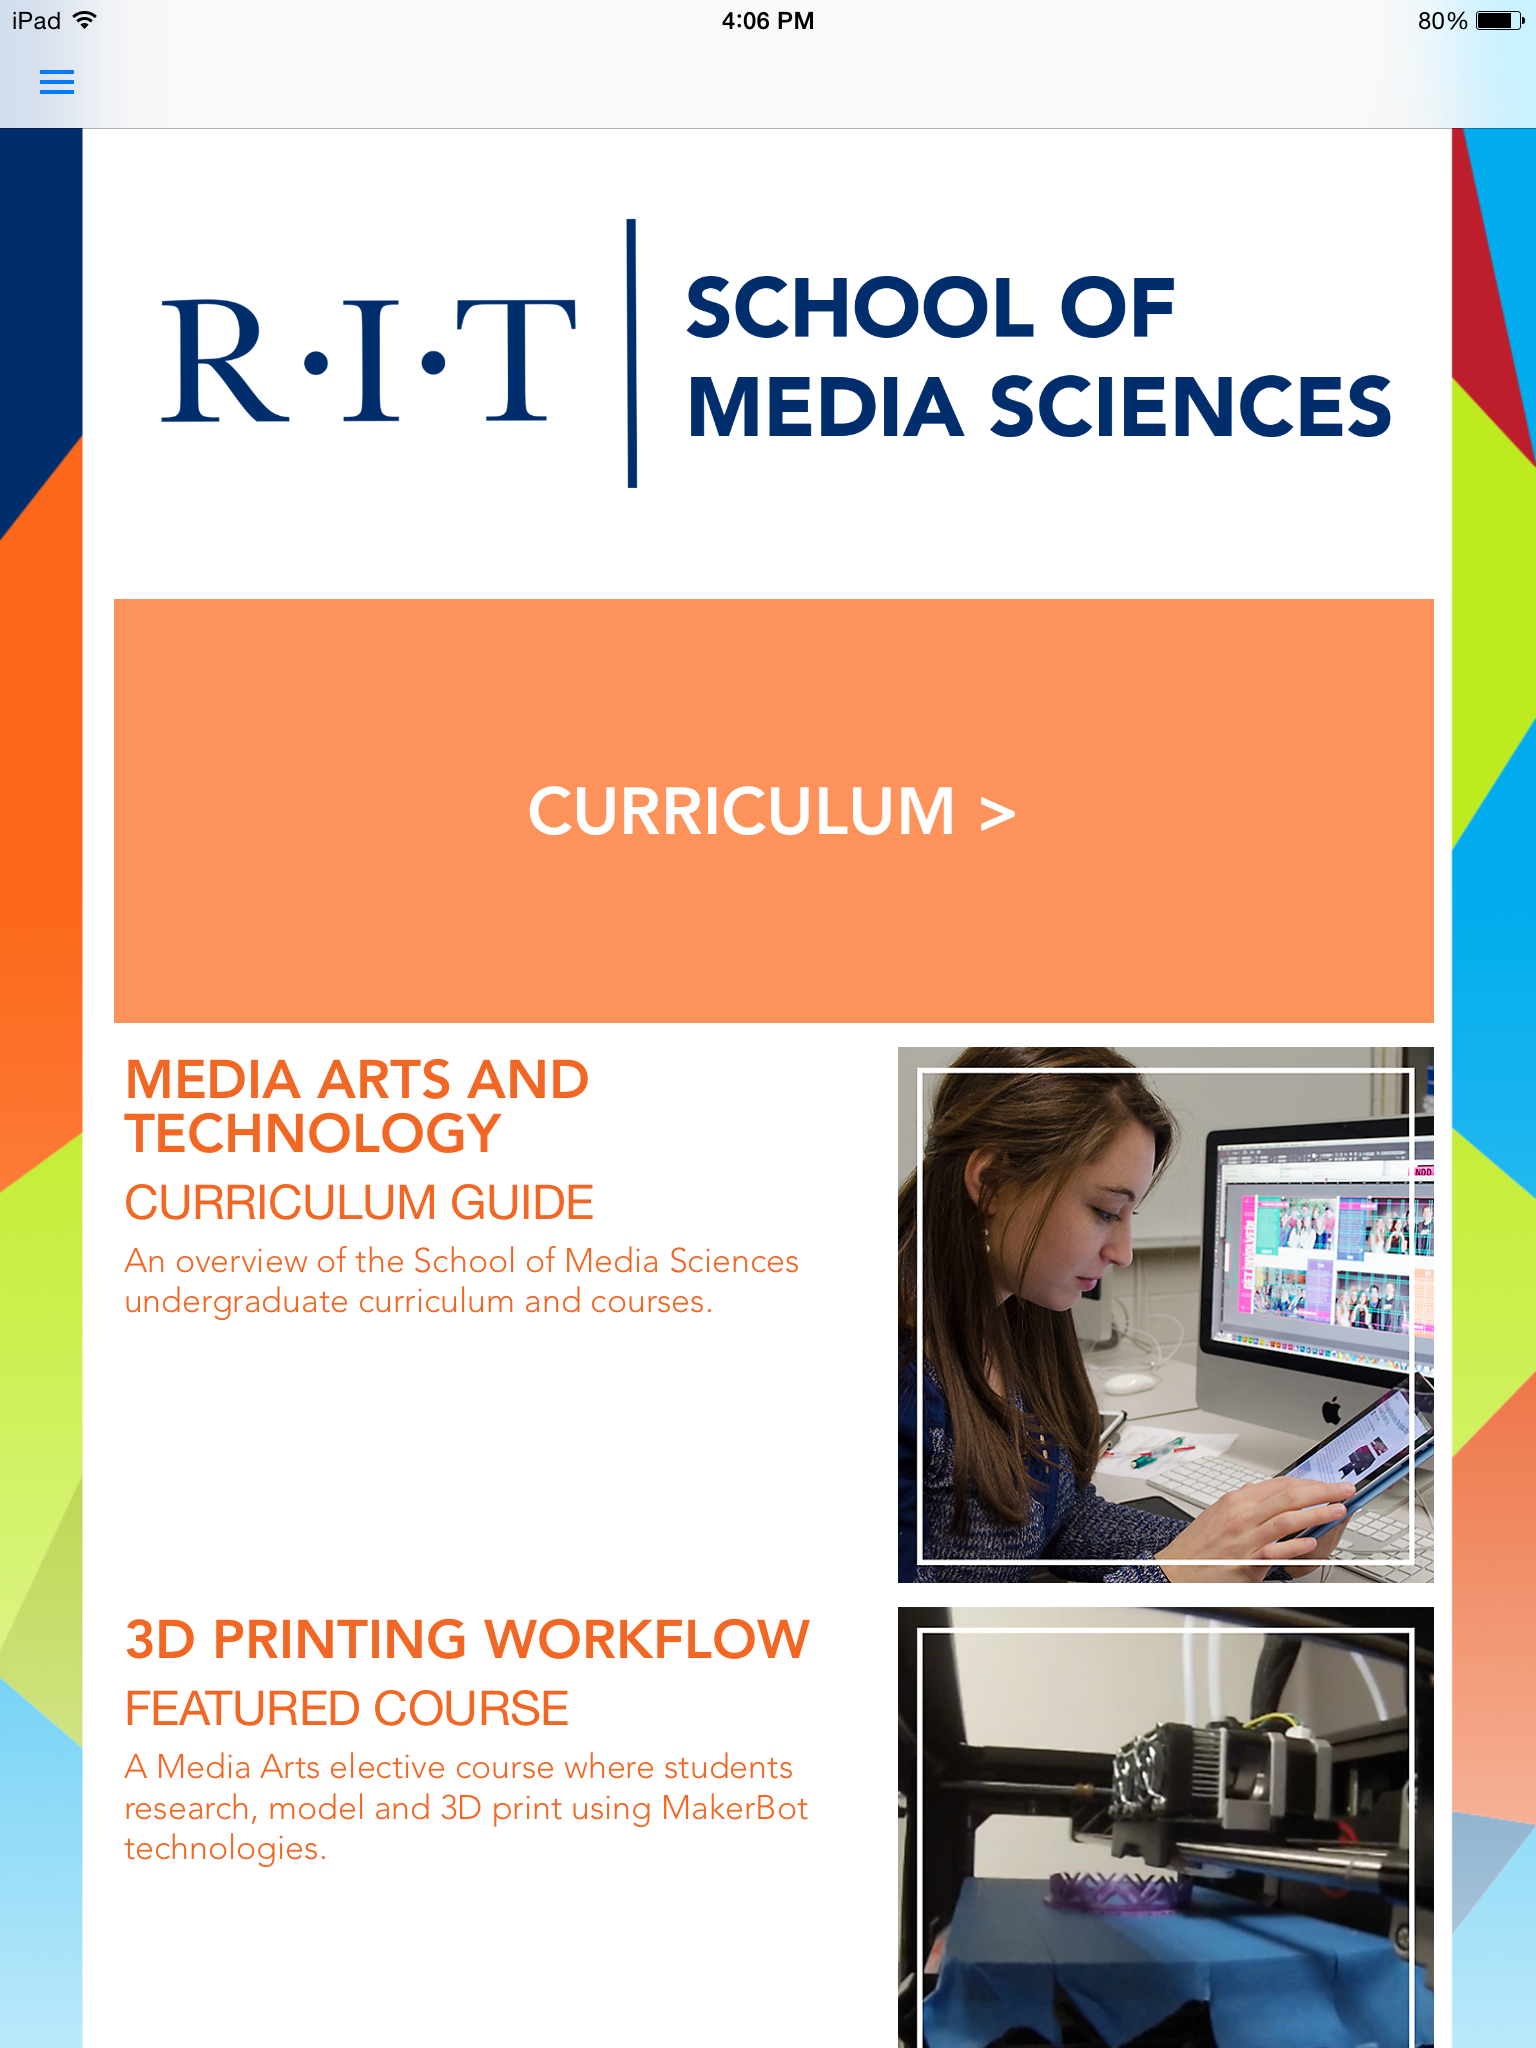 iPad 4:06 PM 80%
R·I·T
SCHOOL OF
MEDIA SCIENCES
CURRICULUM >
MEDIA ARTS AND
TECHNOLOGY
CURRICULUM GUIDE
An overview of the School of Media Sciences
undergraduate curriculum and courses.
3D PRINTING WORKFLOW
FEATURED COURSE
A Media Arts elective course where students
research, model and 3D print using MakerBot
technologies.